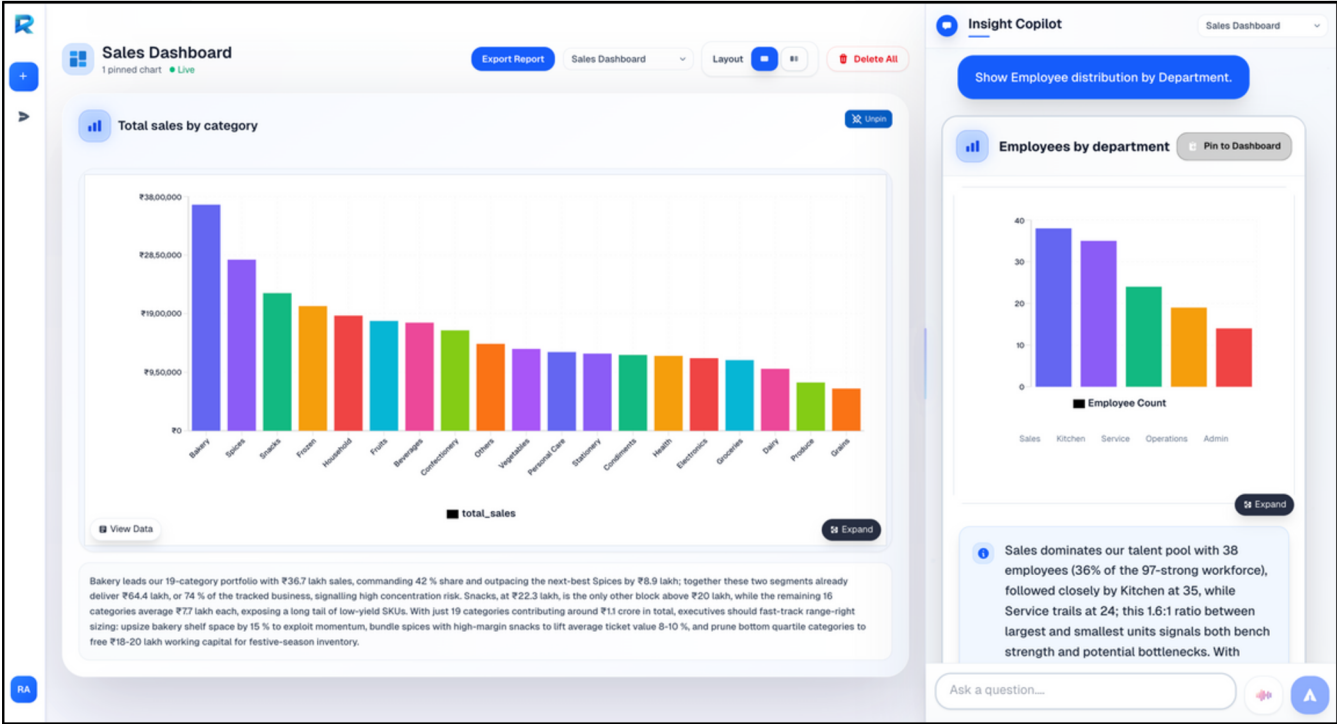 Sales Dashboard
1 pinned chart
Live
Export Report
Sales Dashboard
Layout
Delete All
Total sales by category
Unpin
₹38,00,000
₹28,50,000
₹19,00,000
₹9,50,000
₹0
Bakery
Spices
Snacks
Frozen
Household
Fruits
Beverages
Confectionery
Others
Vegetables
Personal Care
Stationery
Condiments
Health
Electronics
Groceries
Dairy
Produce
Grains
total_sales
View Data
Expand
Bakery leads our 19-category portfolio with ₹36.7 lakh sales, commanding 42 % share and outpacing the next-best Spices by ₹8.9 lakh; together these two segments already
deliver ₹64.4 lakh, or 74 % of the tracked business, signalling high concentration risk. Snacks, at ₹22.3 lakh, is the only other block above ₹20 lakh, while the remaining 16
categories average ₹7.7 lakh each, exposing a long tail of low-yield SKUs. With just 19 categories contributing around ₹1.1 crore in total, executives should fast-track range-right
sizing: upsize bakery shelf space by 15 % to exploit momentum, bundle spices with high-margin snacks to lift average ticket value 8-10 %, and prune bottom quartile categories to
free ₹18-20 lakh working capital for festive-season inventory.
RA
Insight Copilot
Sales Dashboard
Show Employee distribution by Department.
Employees by department
Pin to Dashboard
40
30
20
10
0
Employee Count
Sales Kitchen Service Operations Admin
Expand
Sales dominates our talent pool with 38
employees (36% of the 97-strong workforce),
followed closely by Kitchen at 35, while
Service trails at 24; this 1.6:1 ratio between
largest and smallest units signals both bench
strength and potential bottlenecks. With
Ask a question....